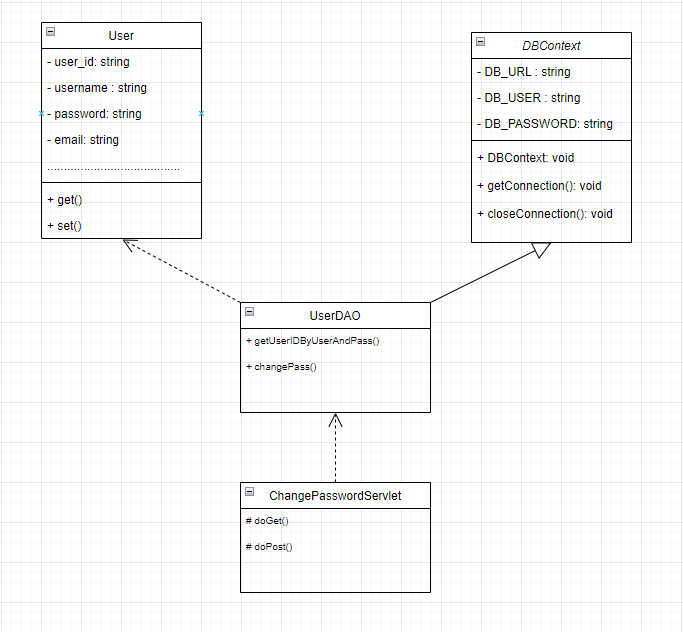 User
- user_id: string
- username : string
- password: string
- email: string
+ get()
+ set()
DBContext
- DB_URL : string
- DB_USER : string
- DB_PASSWORD: string
+ DBContext: void
+ getConnection(): void
+ closeConnection(): void
UserDAO
+ getUserIDByUserAndPass()
+ changePass()
ChangePasswordServlet
# doGet()
# doPost()